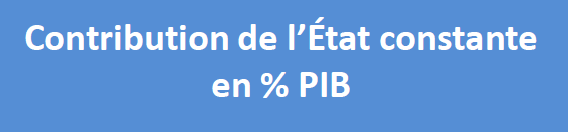 Contribution de l’État constante
en % PIB